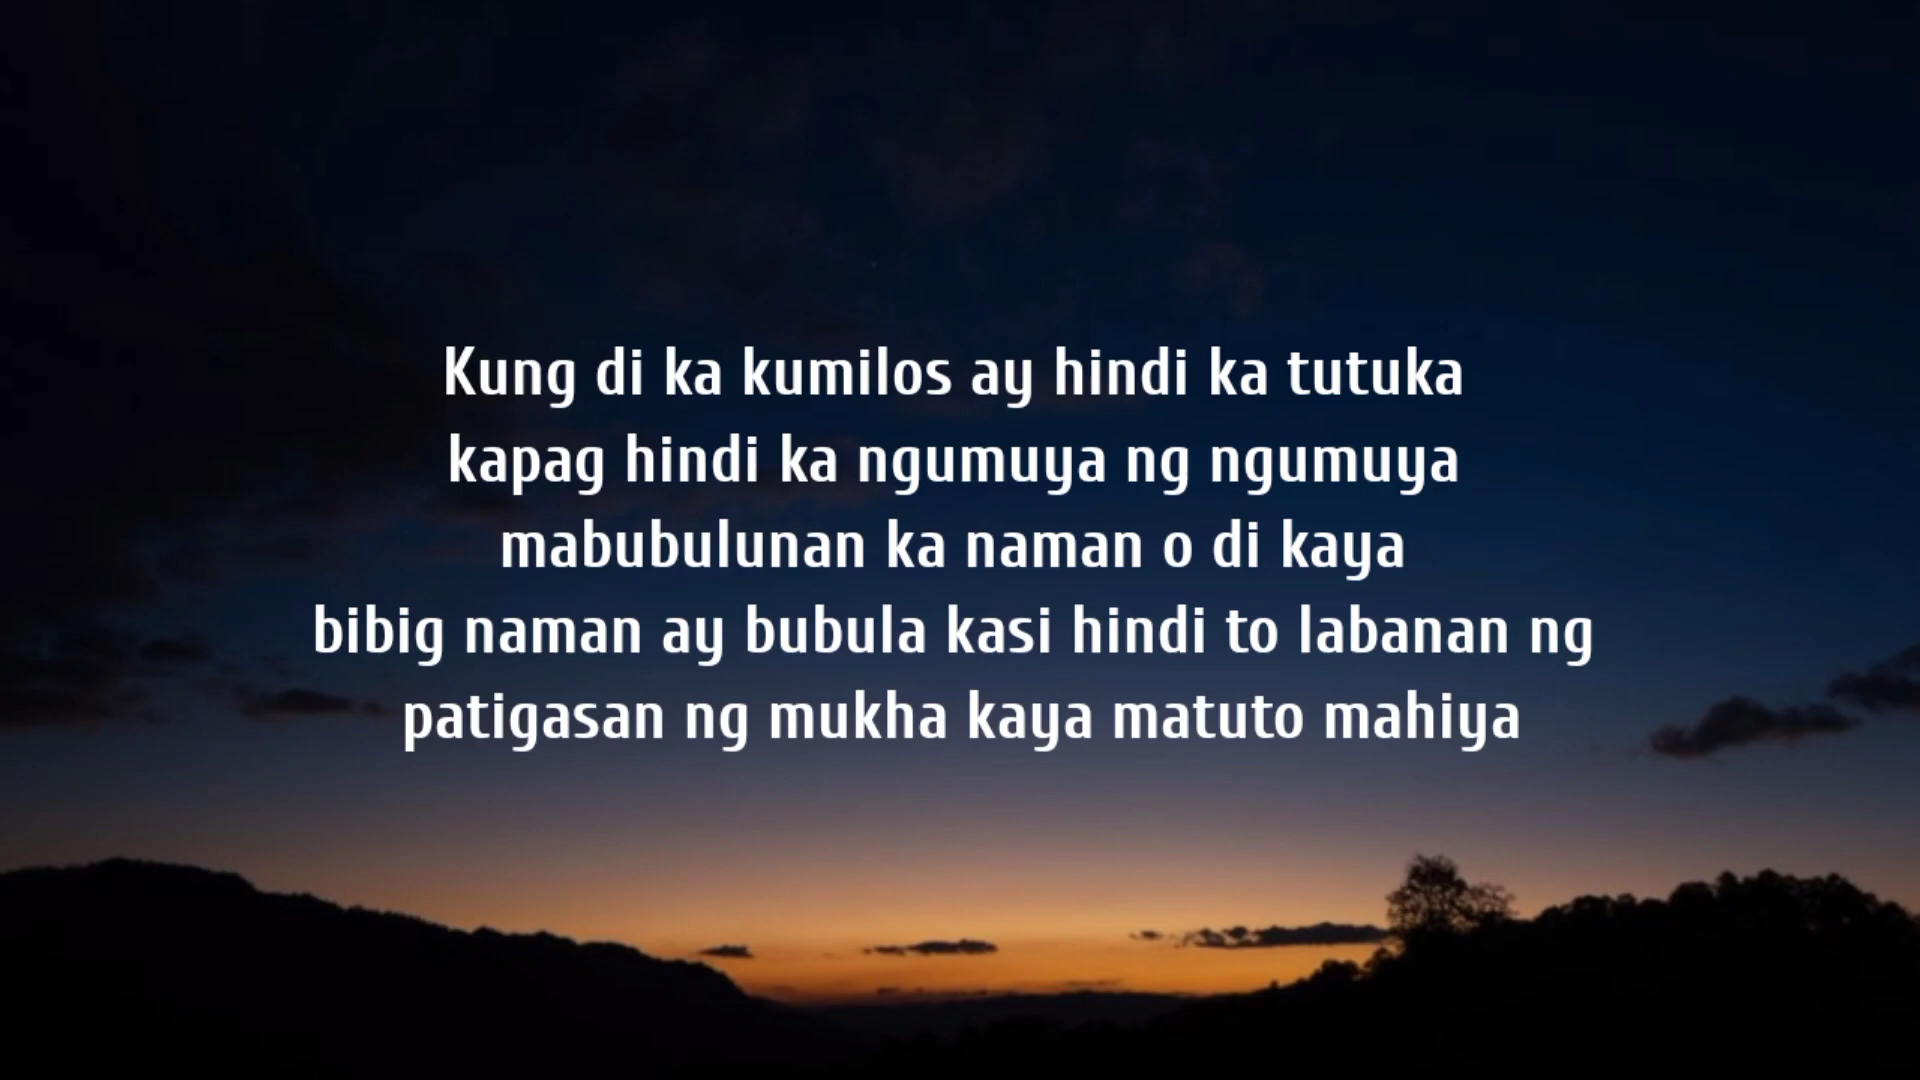 Kung di ka kumilos ay hindi ka tutuka
kapag hindi ka ngumuya ng ngumuya
mabubulunan ka naman o di kaya
bibig naman ay bubula kasi hindi to labanan ng
patigasan ng mukha kaya matuto mahiya